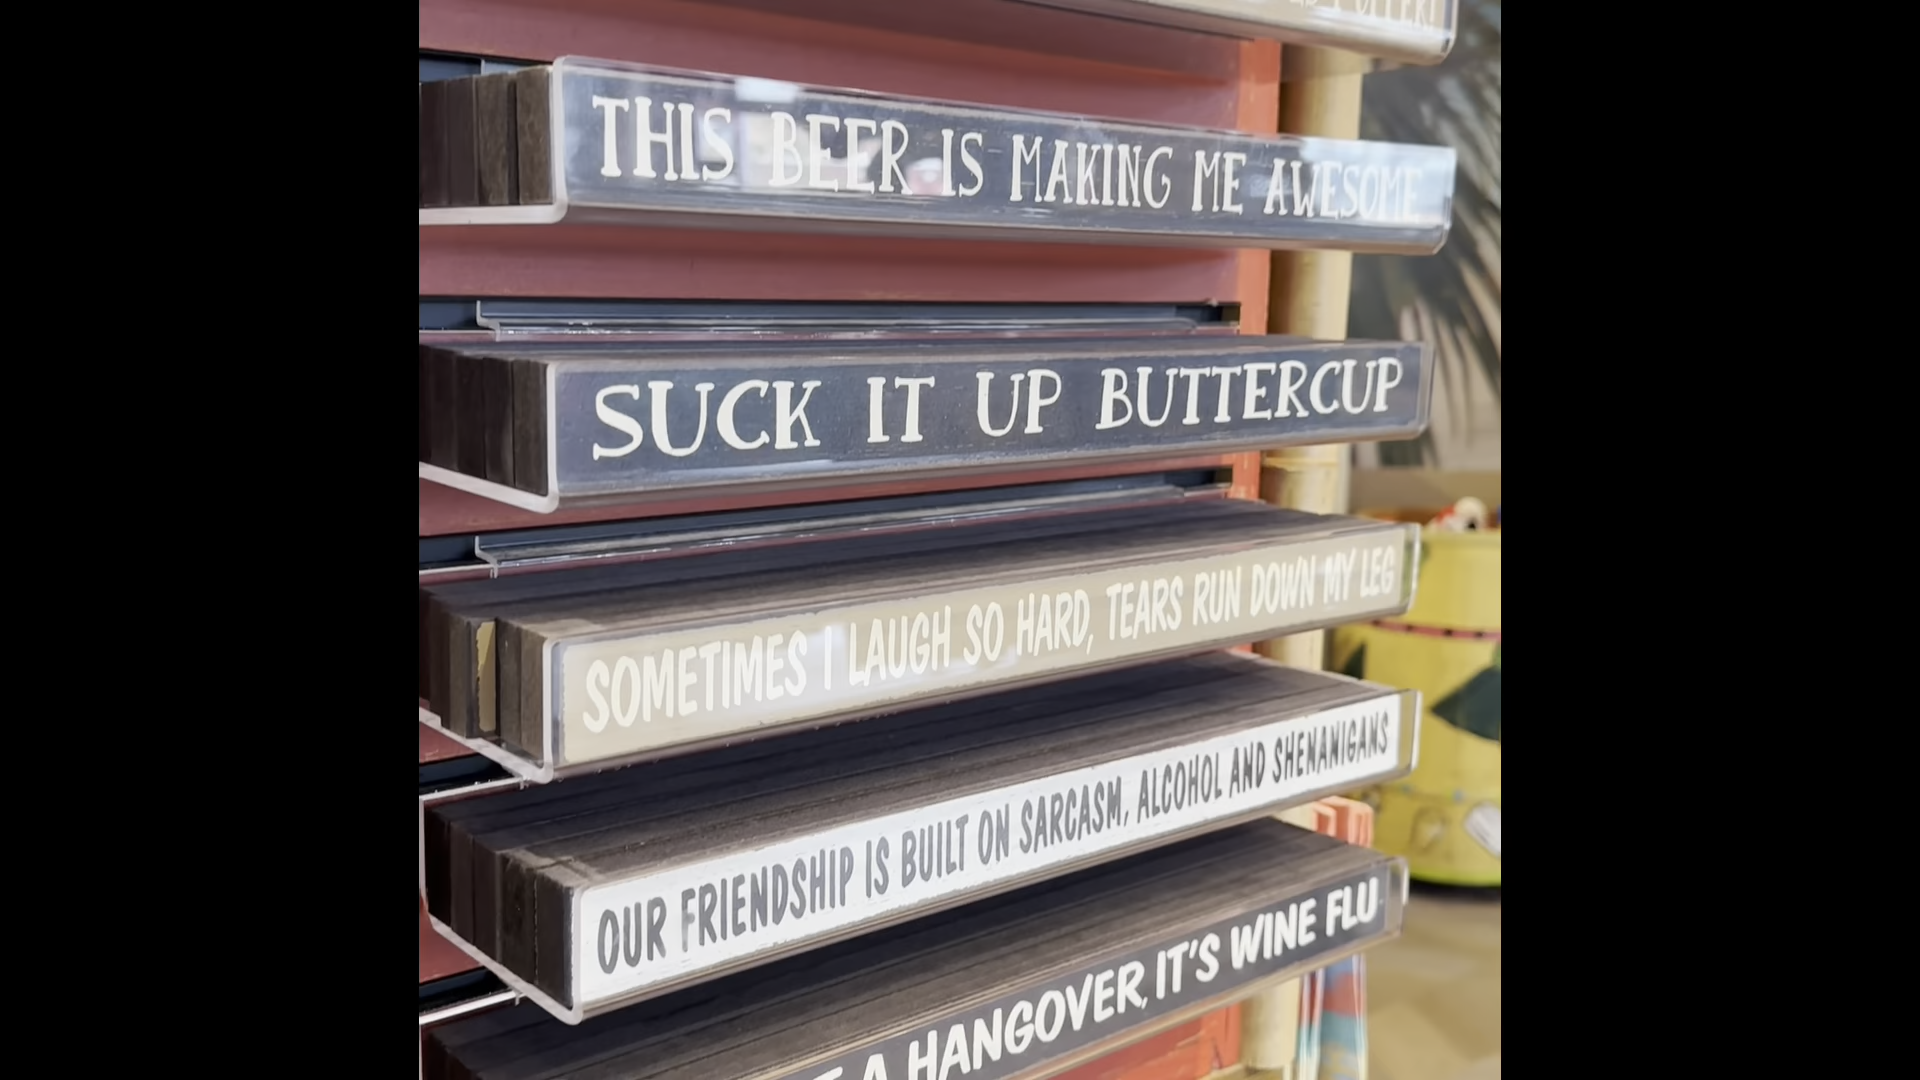 THIS BEER IS MAKING ME AWESOME
SUCK IT UP BUTTERCUP
SOMETIMES I LAUGH SO HARD, TEARS RUN DOWN MY LEG
OUR FRIENDSHIP IS BUILT ON SARCASM, ALCOHOL AND SHENANIGANS
A HANGOVER, IT'S WINE FLU